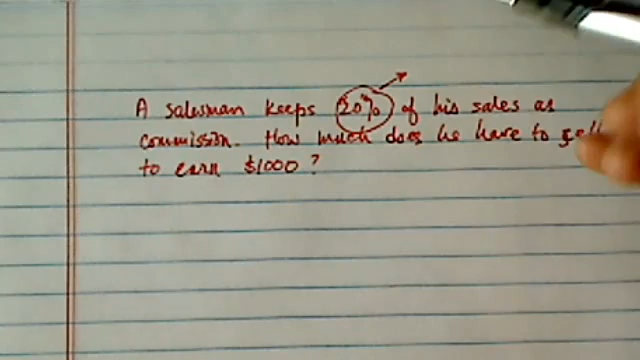 A salesman keeps 20% of his sales as
commission. How much does he have to sell
to earn $1000?